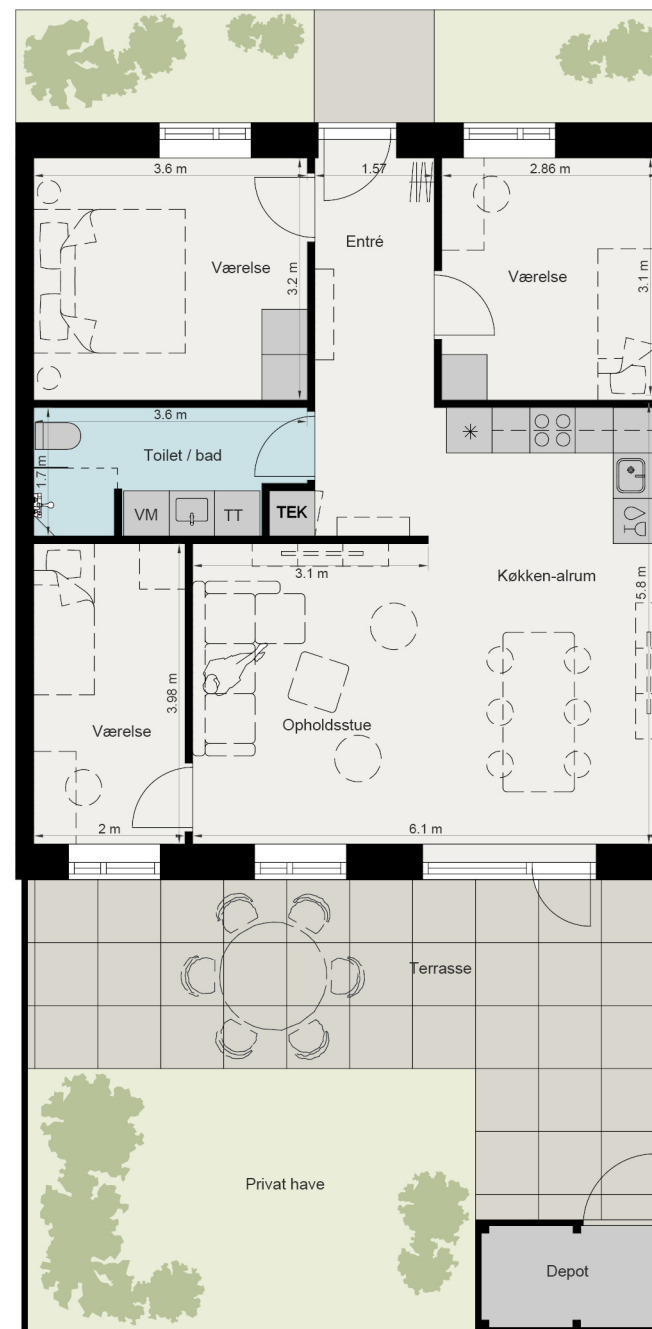 3.6 m
1.57
2.86 m
Værelse
3.2 m
Entré
Værelse
3.1 m
3.6 m
Toilet / bad
1.7 m
VM
TT
TEK
3.1 m
Køkken-alrum
5.8 m
3.98 m
Værelse
Opholdsstue
2 m
6.1 m
Terrasse
Privat have
Depot